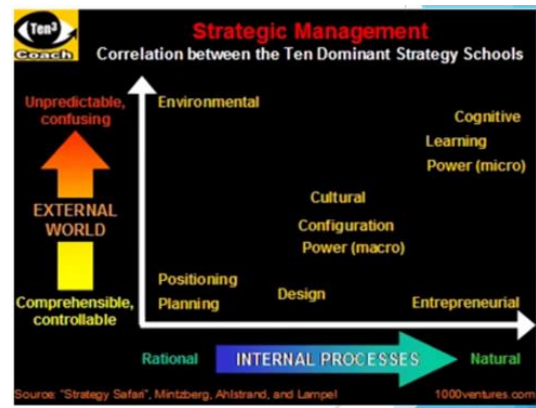 Ten³
Coach
Strategic Management
Correlation between the Ten Dominant Strategy Schools
Unpredictable,
confusing
EXTERNAL
WORLD
Comprehensible,
controllable
Environmental
Cognitive
Learning
Power (micro)
Cultural
Configuration
Power (macro)
Positioning
Planning
Design
Entrepreneurial
Rational
INTERNAL PROCESSES
Natural
Source: "Strategy Safari", Mintzberg, Ahlstrand, and Lampel
1000ventures.com